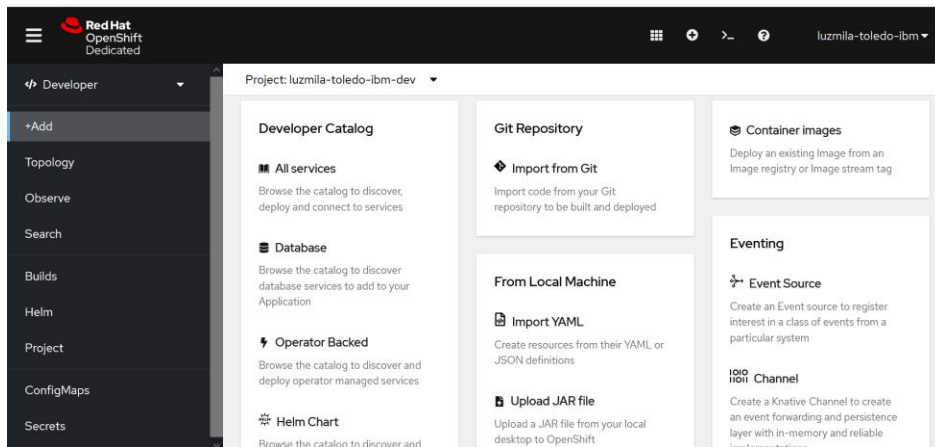 Red Hat
OpenShift
Dedicated
luzmila-toledo-ibm
Developer
+Add
Topology
Observe
Search
Builds
Helm
Project
ConfigMaps
Secrets
Project: luzmila-toledo-ibm-dev
Developer Catalog
All services
Browse the catalog to discover,
deploy and connect to services
Database
Browse the catalog to discover
database services to add to your
Application
Operator Backed
Browse the catalog to discover and
deploy operator managed services
Helm Chart
Browse the catalog to discover and
Git Repository
Import from Git
Import code from your Git
repository to be built and deployed
From Local Machine
Import YAML
Create resources from their YAML or
JSON definitions
Upload JAR file
Upload a JAR file from your local
desktop to OpenShift
Container images
Deploy an existing Image from an
Image registry or Image stream tag
Eventing
Event Source
Create an Event source to register
interest in a class of events from a
particular system
Channel
Create a Knative Channel to create
an event forwarding and persistence
layer with in-memory and reliable
implementations